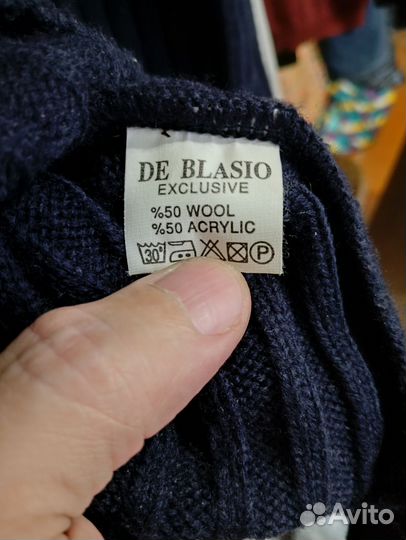 DE BLASIO
EXCLUSIVE
%50 WOOL
%50 ACRYLIC
30° P
Avito